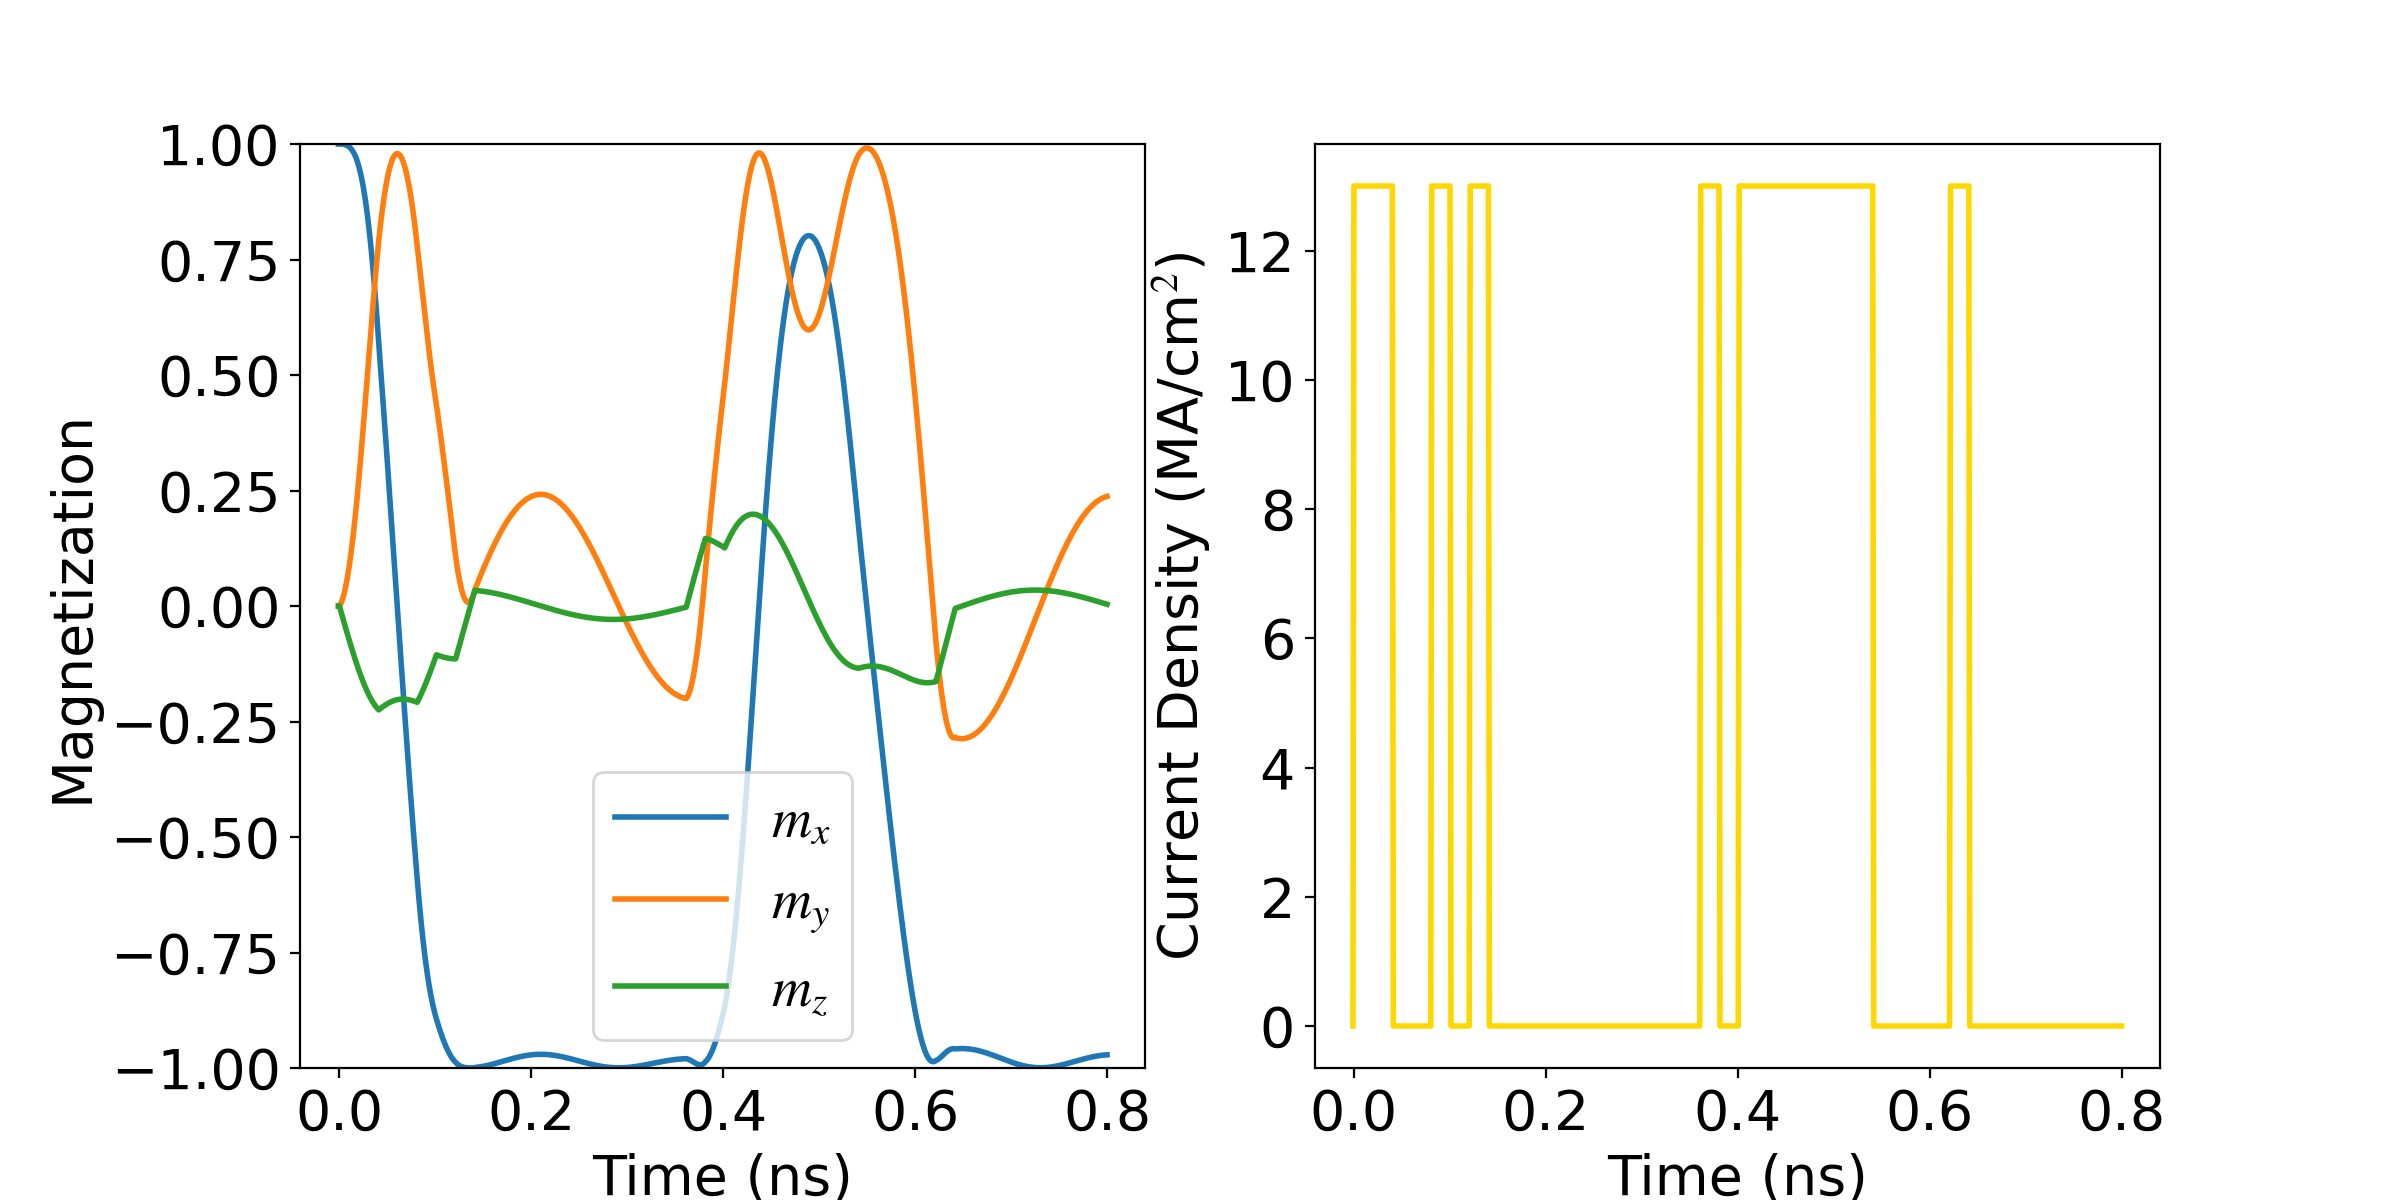 1.00
0.75
0.50
0.25
0.00
−0.25
−0.50
−0.75
−1.00
Magnetization
0.0 0.2 0.4 0.6 0.8
Time (ns)
m_x
m_y
m_z
12
10
8
6
4
2
0
Current Density (MA/cm²)
0.0 0.2 0.4 0.6 0.8
Time (ns)